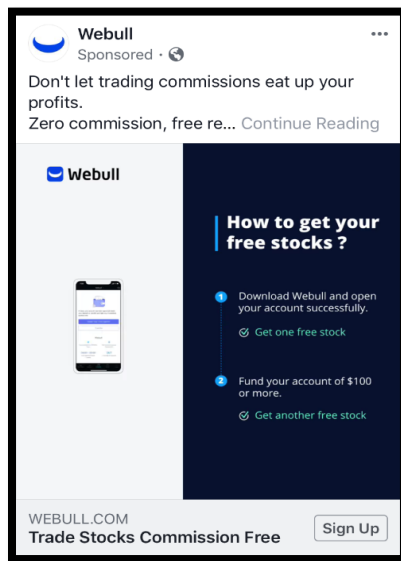 Webull
Sponsored ·
Don't let trading commissions eat up your
profits.
Zero commission, free re... Continue Reading
Webull
How to get your
free stocks ?
1 Download Webull and open
your account successfully.
Get one free stock
2 Fund your account of $100
or more.
Get another free stock
WEBULL.COM
Trade Stocks Commission Free
Sign Up